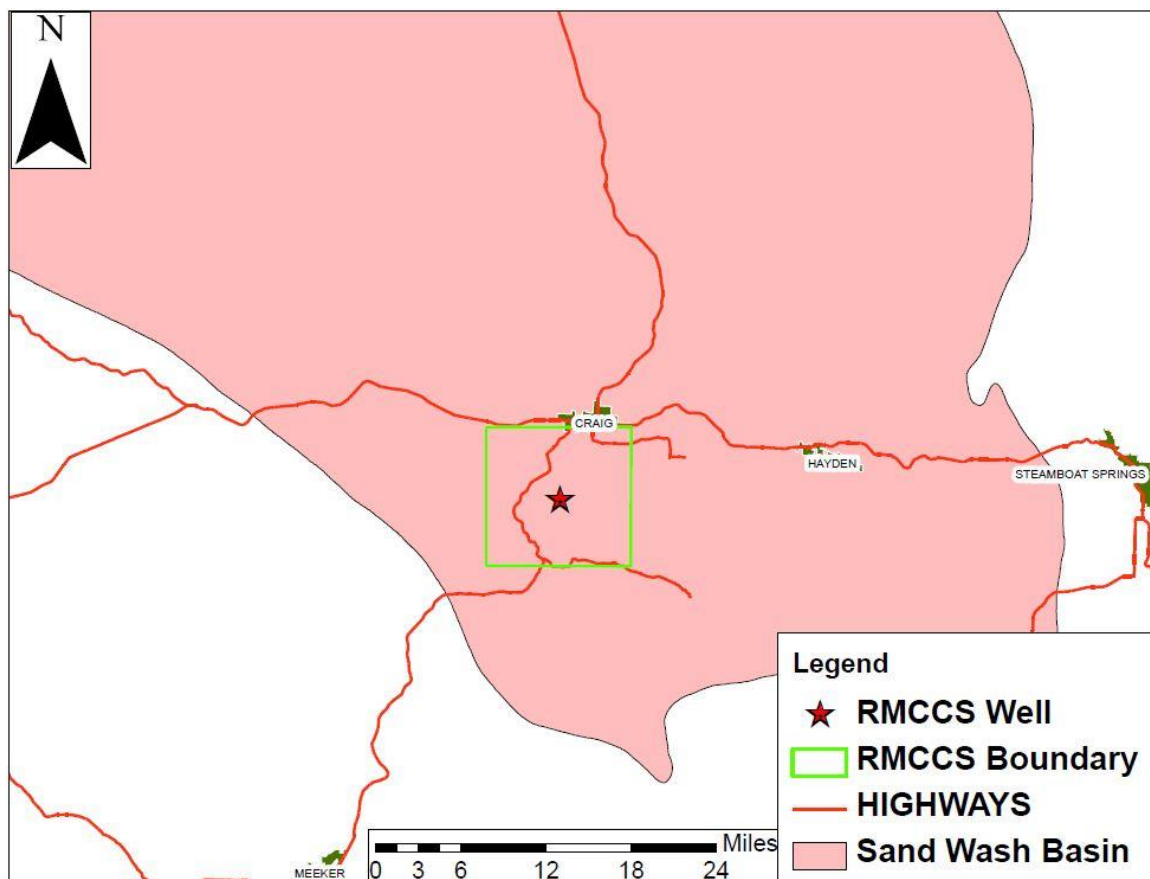 N
CRAIG
HAYDEN
STEAMBOAT SPRINGS
Legend
RMCCS Well
RMCCS Boundary
HIGHWAYS
Sand Wash Basin
Miles
0 3 6 12 18 24
MEEKER